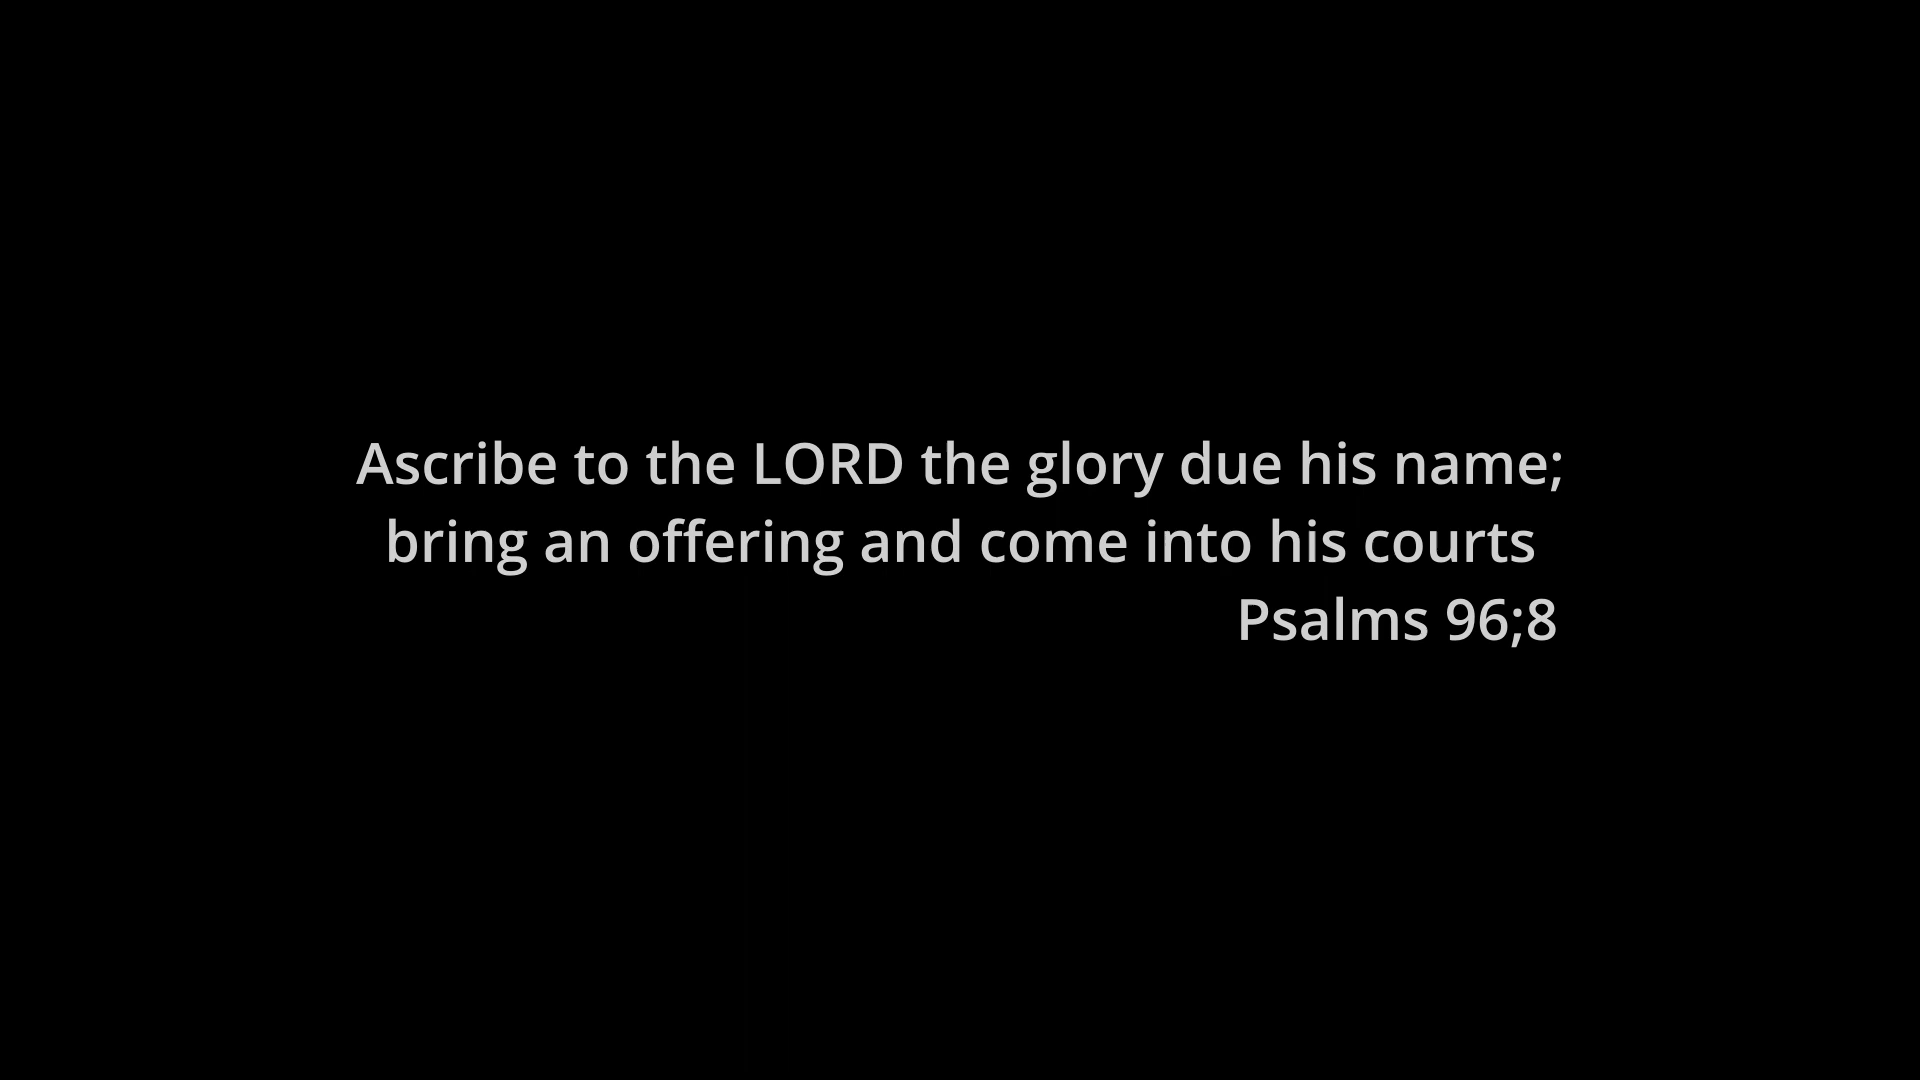 Ascribe to the LORD the glory due his name;
bring an offering and come into his courts
Psalms 96;8